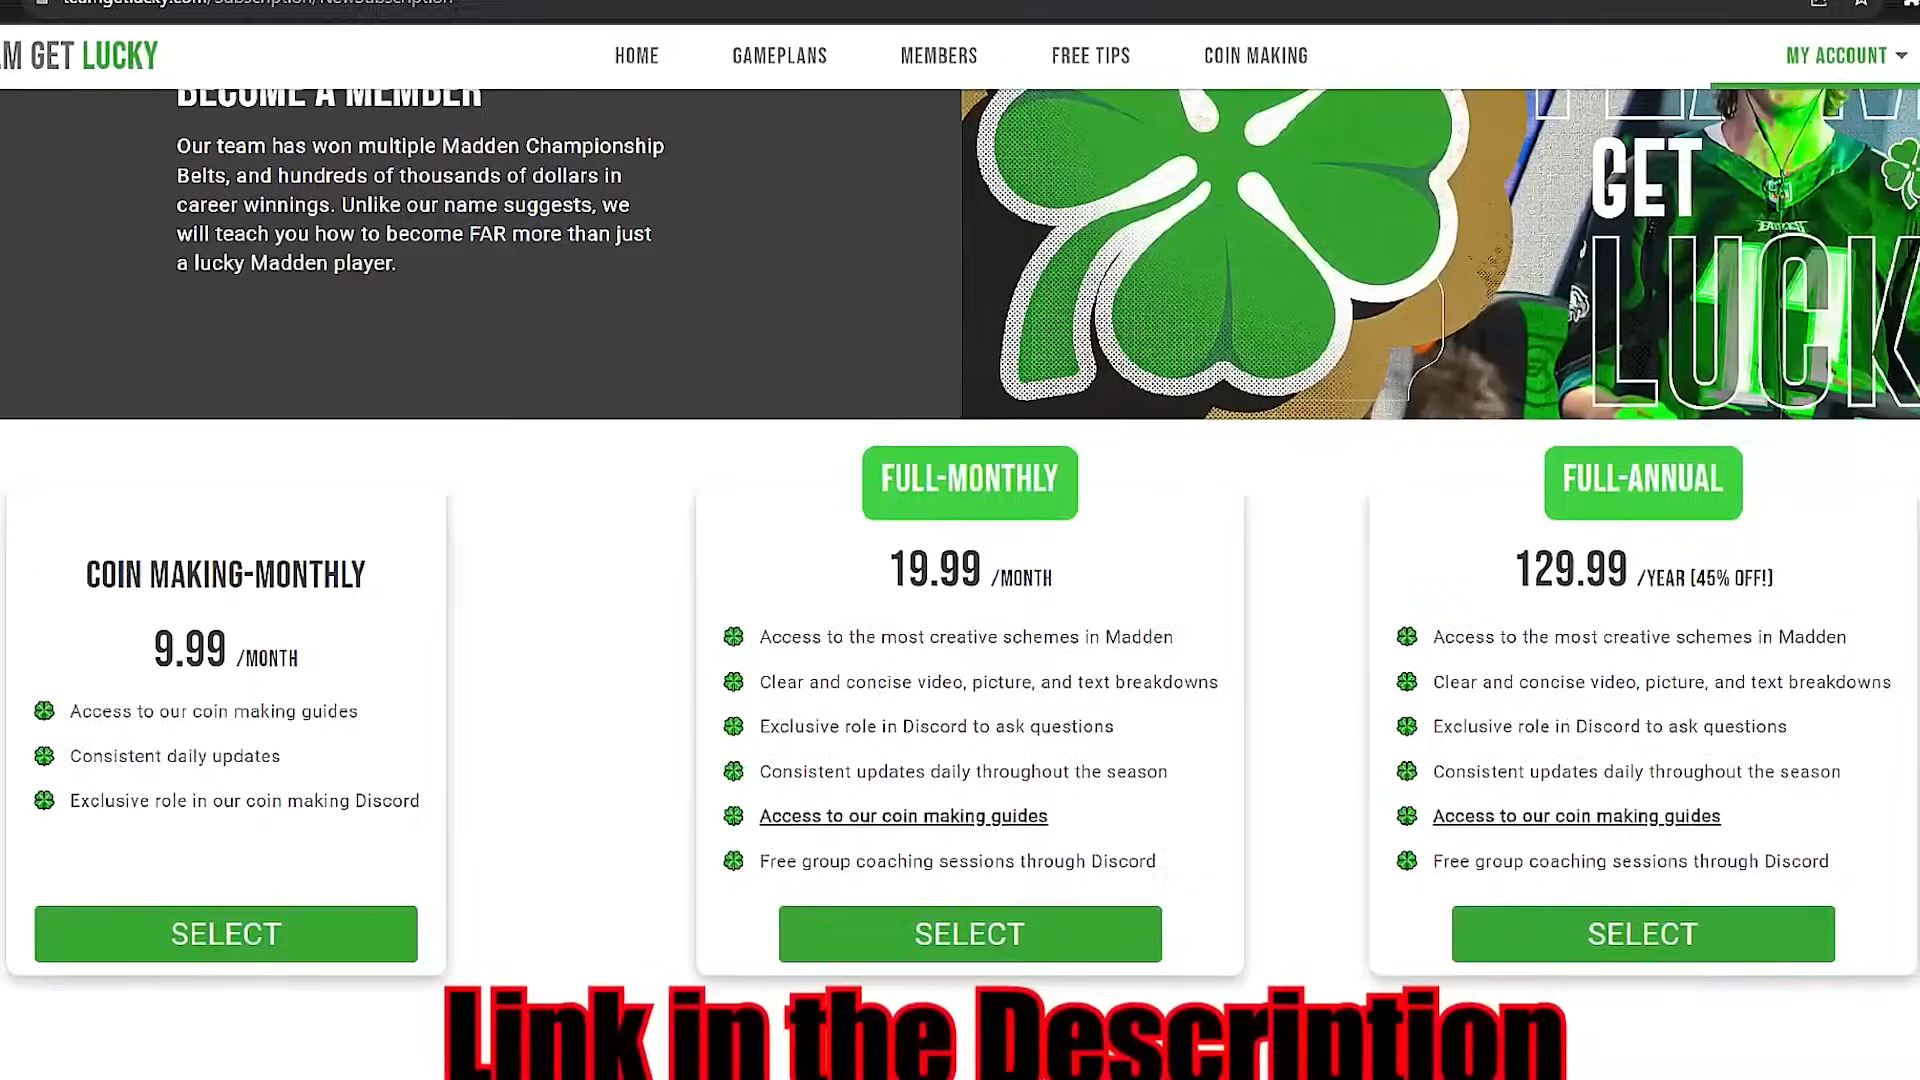 teamgetlucky.com/Subscription/NewSubscription
AM GET LUCKY
HOME
GAMEPLANS
MEMBERS
FREE TIPS
COIN MAKING
MY ACCOUNT
BECOME A MEMBER
Our team has won multiple Madden Championship
Belts, and hundreds of thousands of dollars in
career winnings. Unlike our name suggests, we
will teach you how to become FAR more than just
a lucky Madden player.
GET
LUCK
COIN MAKING-MONTHLY
9.99 /MONTH
Access to our coin making guides
Consistent daily updates
Exclusive role in our coin making Discord
SELECT
FULL-MONTHLY
19.99 /MONTH
Access to the most creative schemes in Madden
Clear and concise video, picture, and text breakdowns
Exclusive role in Discord to ask questions
Consistent updates daily throughout the season
Access to our coin making guides
Free group coaching sessions through Discord
SELECT
FULL-ANNUAL
129.99 /YEAR (45% OFF!)
Access to the most creative schemes in Madden
Clear and concise video, picture, and text breakdowns
Exclusive role in Discord to ask questions
Consistent updates daily throughout the season
Access to our coin making guides
Free group coaching sessions through Discord
SELECT
Link in the Description